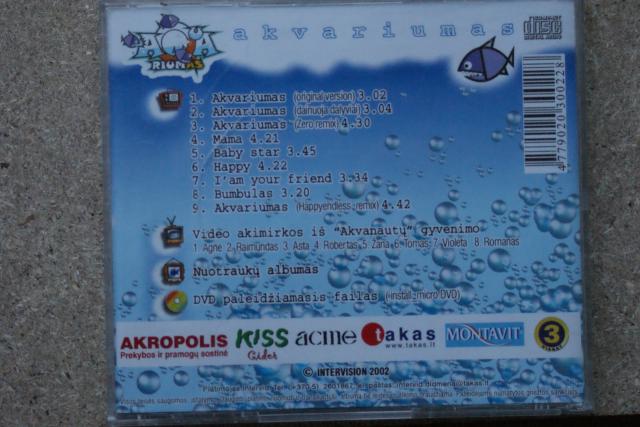 akvariumas
RIUMAS
1. Akvariumas (original version) 3.02
2. Akvariumas (dainuoja dalyviai) 3.04
3. Akvariumas (Zero remix) 4.30
4. Mama 4.21
5. Baby star 3.45
6. Happy 4.22
7. I'am your friend 3.34
8. Bumbulas 3.20
9. Akvariumas (Happyendless remix) 4.42
4 779020 300228
Video akimirkos iš "Akvanautų" gyvenimo
1. Agnė 2. Raimundas 3. Asta 4. Robertas 5. Žana 6. Tomas 7. Violeta 8. Romanas
Nuotraukų albumas
DVD paleidžiamasis failas (install_micro DVD)
AKROPOLIS KISS acme takas MONTAVIT 3
Prekybos ir pramogų sostinė Cider www.takas.lt
© INTERVISION 2002